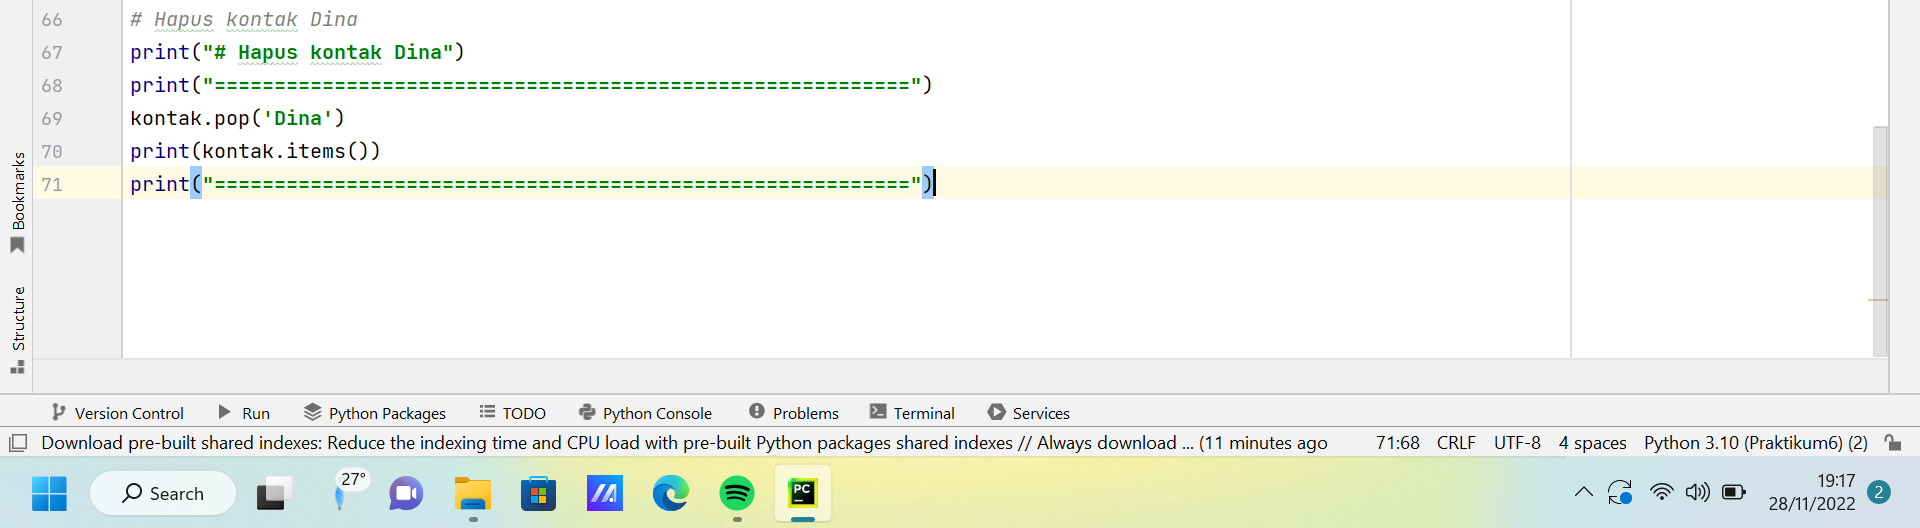 66 # Hapus kontak Dina
67 print("# Hapus kontak Dina")
68 print("==========================================================")
69 kontak.pop('Dina')
70 print(kontak.items())
71 print("==========================================================")
Bookmarks
Structure
Version Control Run Python Packages TODO Python Console Problems Terminal Services
Download pre-built shared indexes: Reduce the indexing time and CPU load with pre-built Python packages shared indexes // Always download ... (11 minutes ago 71:68 CRLF UTF-8 4 spaces Python 3.10 (Praktikum6) (2)
Search 27° PC 19:17 2
28/11/2022